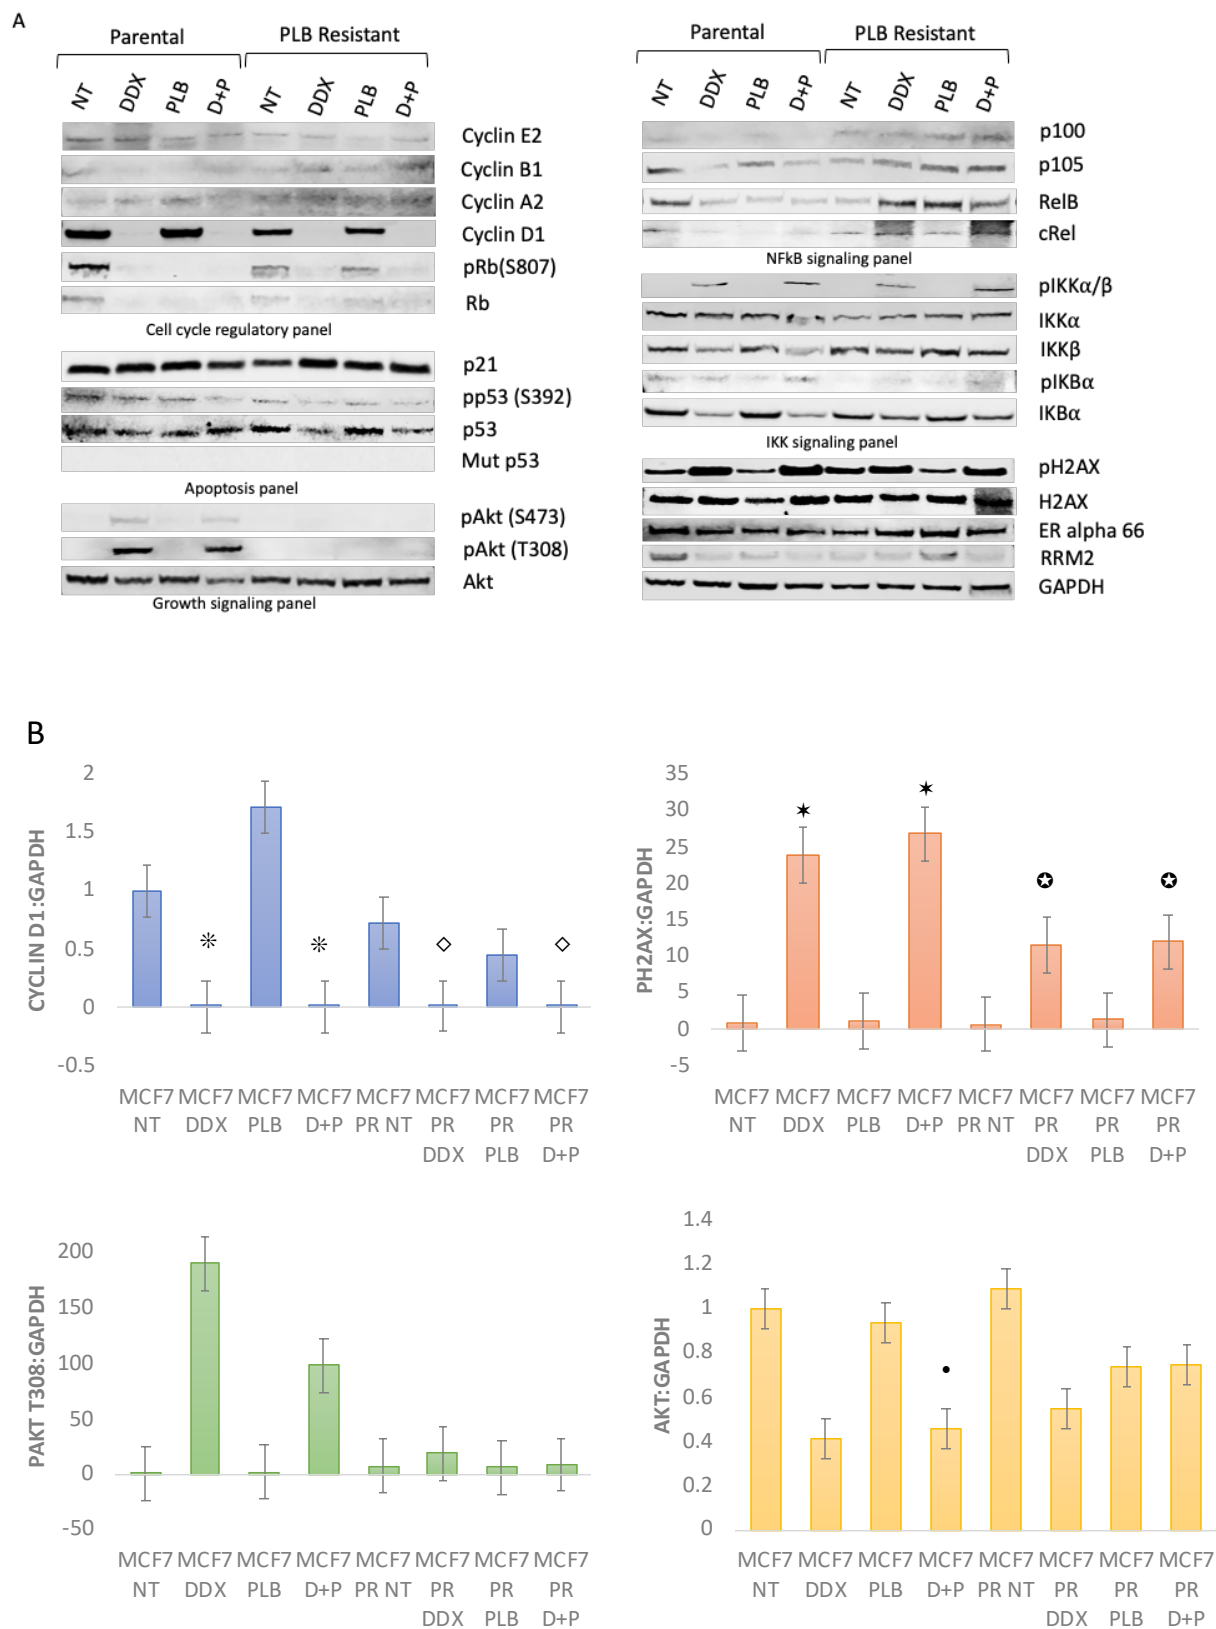 A
Parental
PLB Resistant
NT DDX PLB D+P NT DDX PLB D+P
Cyclin E2
Cyclin B1
Cyclin A2
Cyclin D1
pRb(S807)
Rb
Cell cycle regulatory panel
p21
pp53 (S392)
p53
Mut p53
Apoptosis panel
pAkt (S473)
pAkt (T308)
Akt
Growth signaling panel
Parental
PLB Resistant
NT DDX PLB D+P NT DDX PLB D+P
p100
p105
RelB
cRel
NFkB signaling panel
pIKKα/β
IKKα
IKKβ
pIKBα
IKBα
IKK signaling panel
pH2AX
H2AX
ER alpha 66
RRM2
GAPDH
B
CYCLIN D1:GAPDH
2
1.5
1
0.5
0
-0.5
MCF7 MCF7 MCF7 MCF7 MCF7 MCF7 MCF7 MCF7
NT DDX PLB D+P PR NT PR PR PR
DDX PLB D+P
PH2AX:GAPDH
35
30
25
20
15
10
5
0
-5
MCF7 MCF7 MCF7 MCF7 MCF7 MCF7 MCF7 MCF7
NT DDX PLB D+P PR NT PR PR PR
DDX PLB D+P
PAKT T308:GAPDH
200
150
100
50
0
-50
MCF7 MCF7 MCF7 MCF7 MCF7 MCF7 MCF7 MCF7
NT DDX PLB D+P PR NT PR PR PR
DDX PLB D+P
AKT:GAPDH
1.4
1.2
1
0.8
0.6
0.4
0.2
0
MCF7 MCF7 MCF7 MCF7 MCF7 MCF7 MCF7 MCF7
NT DDX PLB D+P PR NT PR PR PR
DDX PLB D+P